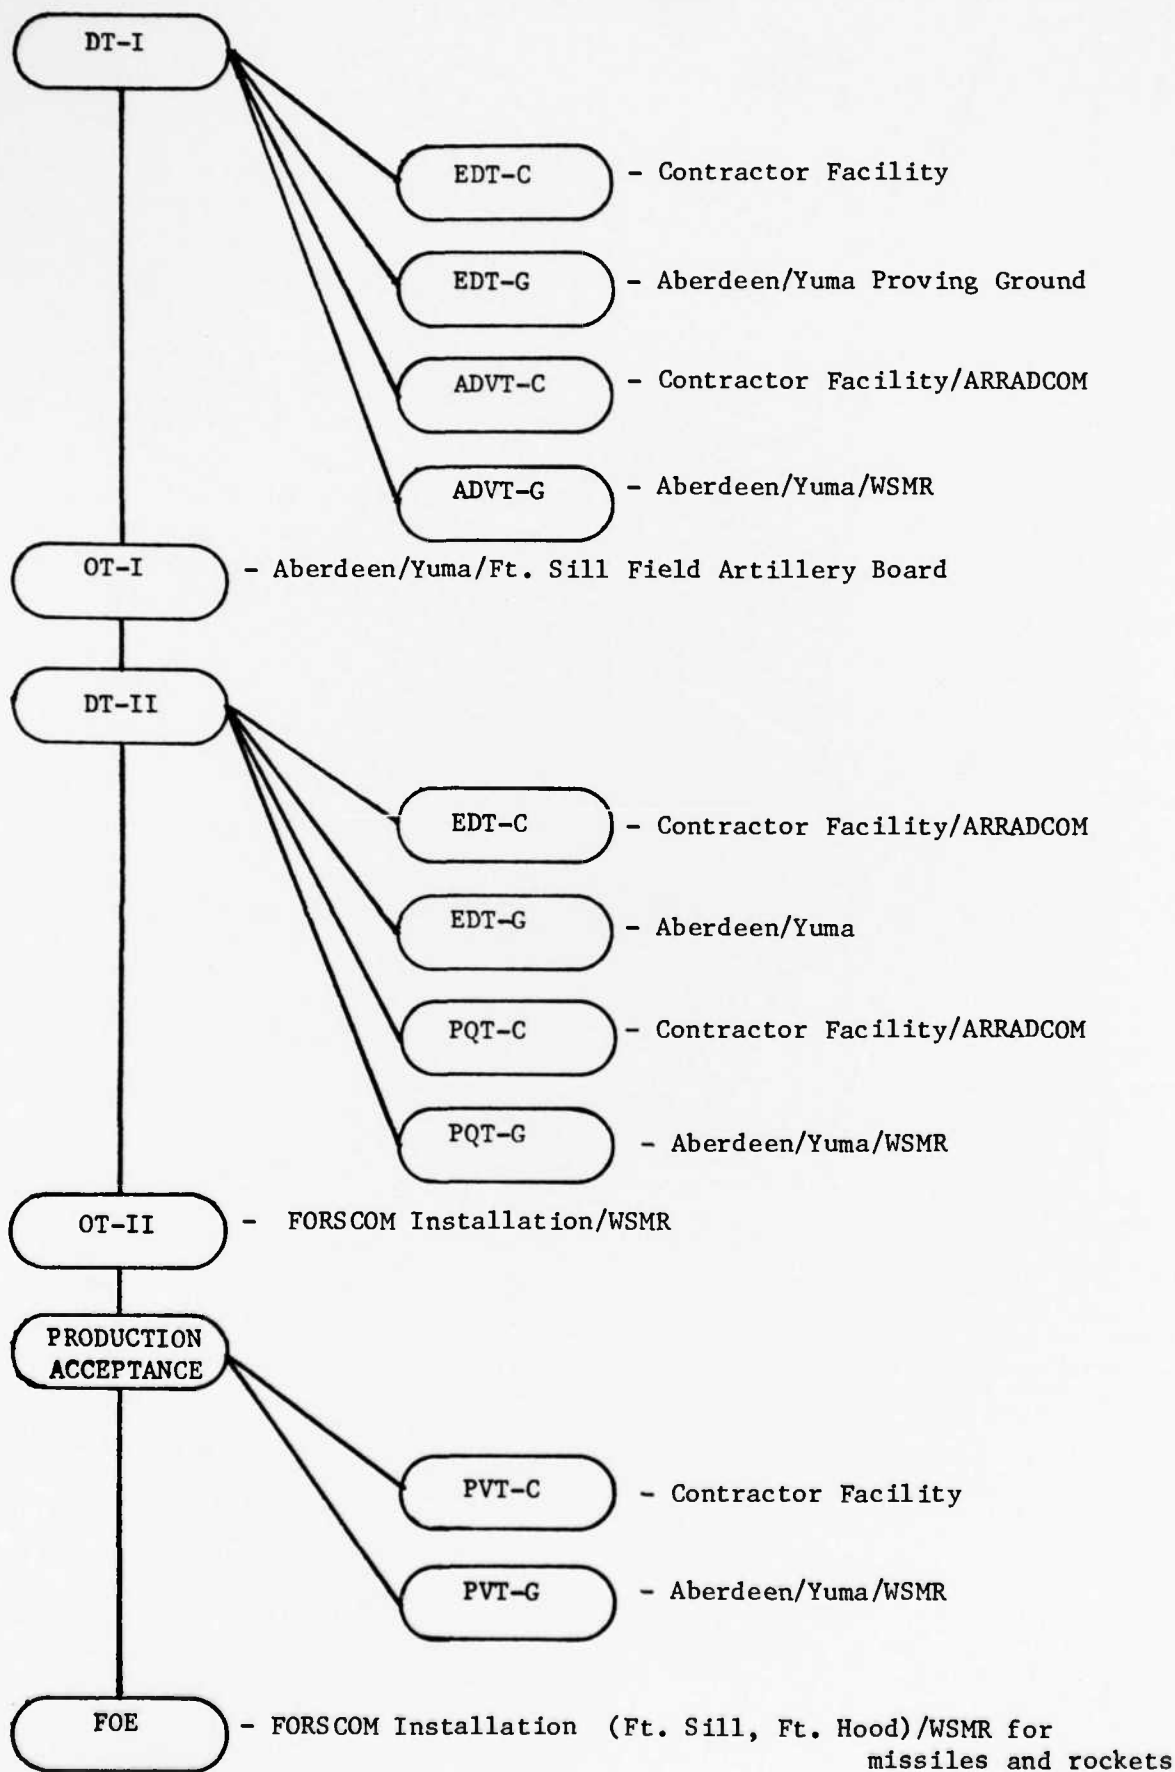 DT-I
EDT-C - Contractor Facility
EDT-G - Aberdeen/Yuma Proving Ground
ADVT-C - Contractor Facility/ARRADCOM
ADVT-G - Aberdeen/Yuma/WSMR
OT-I - Aberdeen/Yuma/Ft. Sill Field Artillery Board
DT-II
EDT-C - Contractor Facility/ARRADCOM
EDT-G - Aberdeen/Yuma
PQT-C - Contractor Facility/ARRADCOM
PQT-G - Aberdeen/Yuma/WSMR
OT-II - FORSCOM Installation/WSMR
PRODUCTION
ACCEPTANCE
PVT-C - Contractor Facility
PVT-G - Aberdeen/Yuma/WSMR
FOE - FORSCOM Installation (Ft. Sill, Ft. Hood)/WSMR for
missiles and rockets